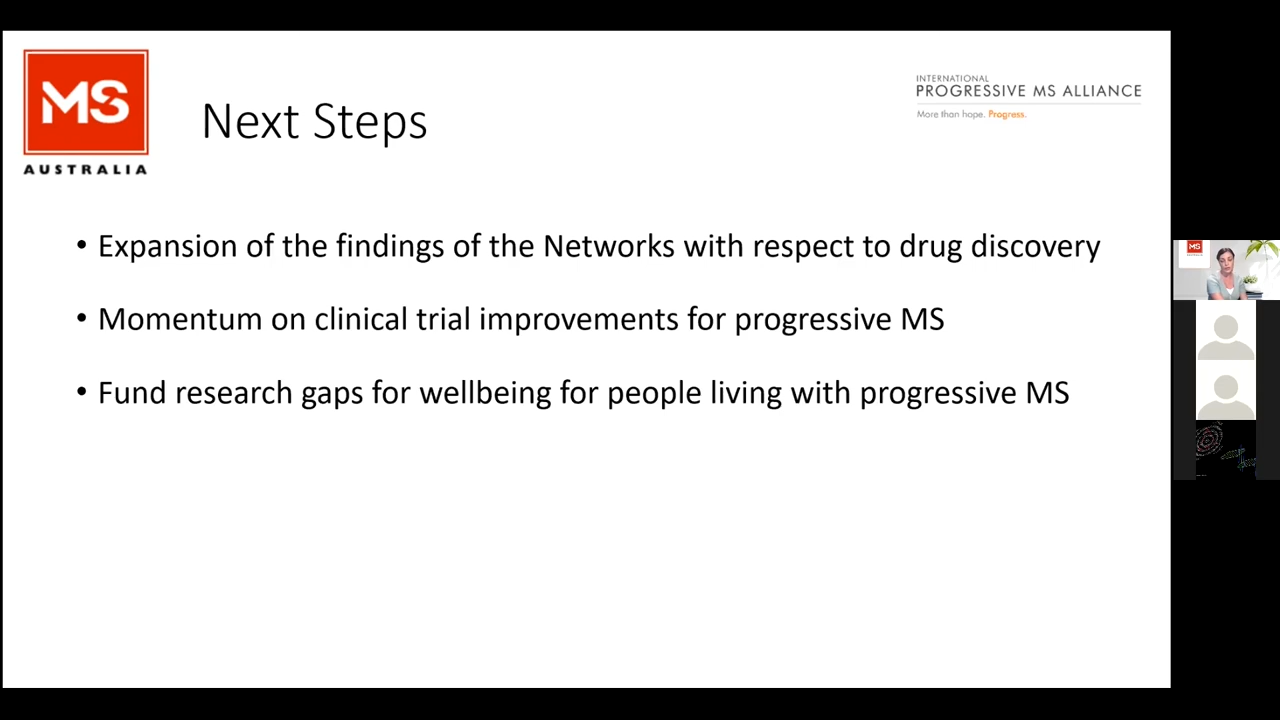 MS
AUSTRALIA
Next Steps
INTERNATIONAL
PROGRESSIVE MS ALLIANCE
More than hope. Progress.
• Expansion of the findings of the Networks with respect to drug discovery
• Momentum on clinical trial improvements for progressive MS
• Fund research gaps for wellbeing for people living with progressive MS
MS